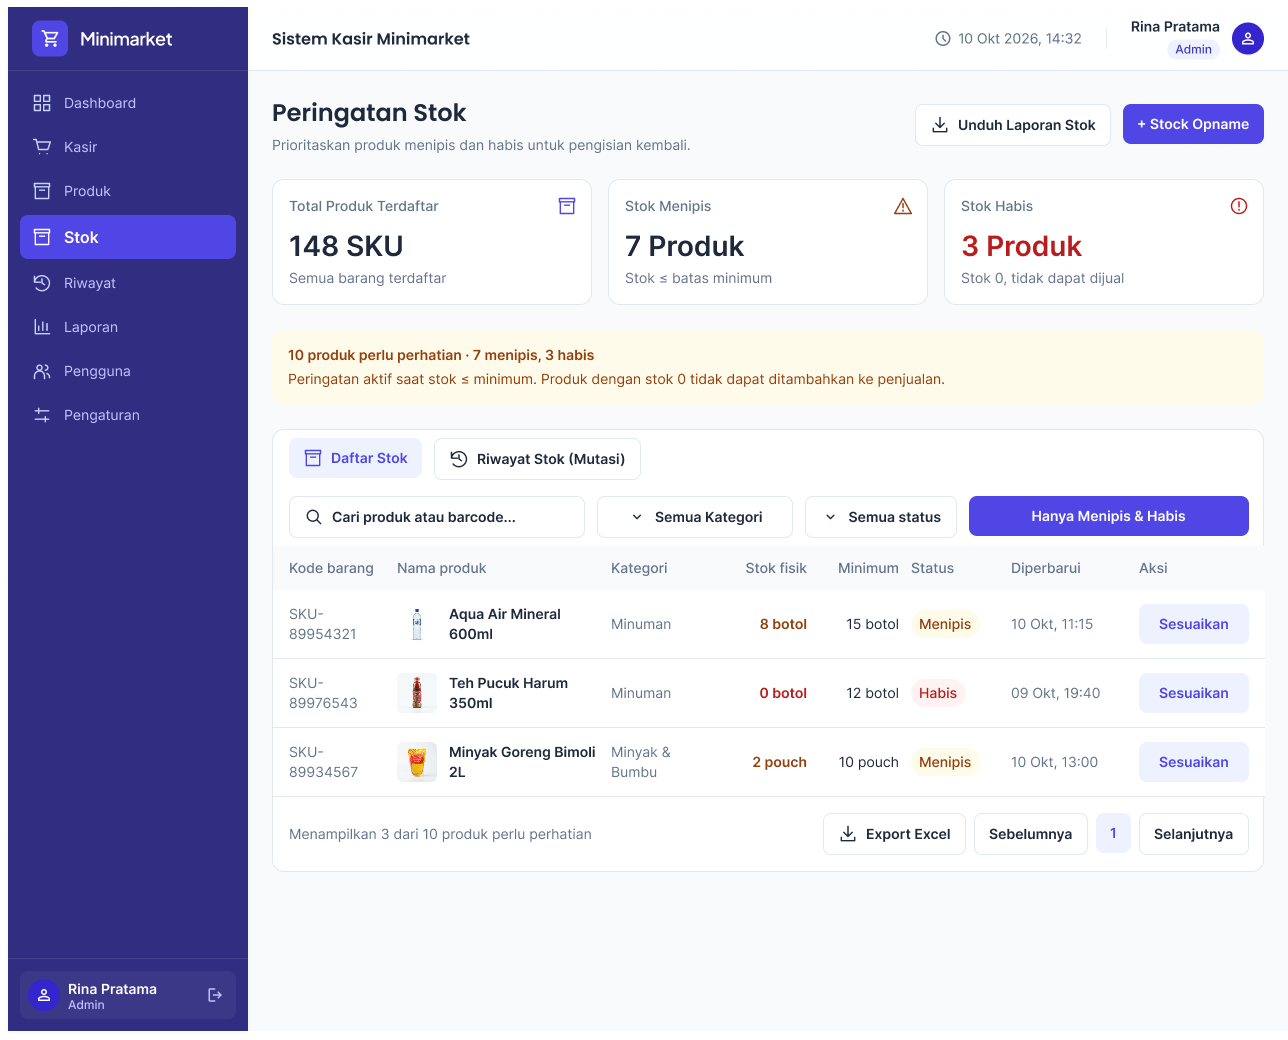 Minimarket
Sistem Kasir Minimarket
10 Okt 2026, 14:32
Rina Pratama
Admin
Dashboard
Kasir
Produk
Stok
Riwayat
Laporan
Pengguna
Pengaturan
Rina Pratama
Admin
Peringatan Stok
Prioritaskan produk menipis dan habis untuk pengisian kembali.
Unduh Laporan Stok
+ Stock Opname
Total Produk Terdaftar
148 SKU
Semua barang terdaftar
Stok Menipis
7 Produk
Stok ≤ batas minimum
Stok Habis
3 Produk
Stok 0, tidak dapat dijual
10 produk perlu perhatian · 7 menipis, 3 habis
Peringatan aktif saat stok ≤ minimum. Produk dengan stok 0 tidak dapat ditambahkan ke penjualan.
Daftar Stok
Riwayat Stok (Mutasi)
Cari produk atau barcode...
Semua Kategori
Semua status
Hanya Menipis & Habis
Kode barang Nama produk Kategori Stok fisik Minimum Status Diperbarui Aksi
SKU-
89954321
Aqua Air Mineral
600ml
Minuman
8 botol
15 botol
Menipis
10 Okt, 11:15
Sesuaikan
SKU-
89976543
Teh Pucuk Harum
350ml
Minuman
0 botol
12 botol
Habis
09 Okt, 19:40
Sesuaikan
SKU-
89934567
Minyak Goreng Bimoli
2L
Minyak &
Bumbu
2 pouch
10 pouch
Menipis
10 Okt, 13:00
Sesuaikan
Menampilkan 3 dari 10 produk perlu perhatian
Export Excel
Sebelumnya
1
Selanjutnya